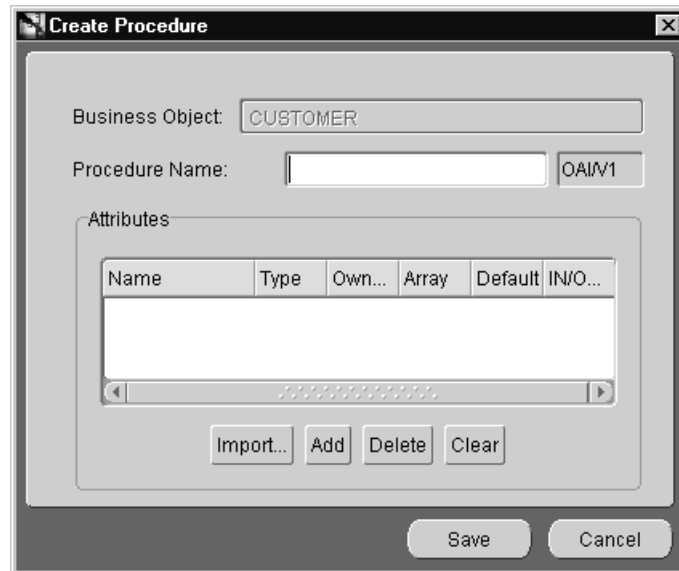 Create Procedure
Business Object: CUSTOMER
Procedure Name: OAI/V1
Attributes
Name Type Own... Array Default IN/O...
Import... Add Delete Clear
Save Cancel